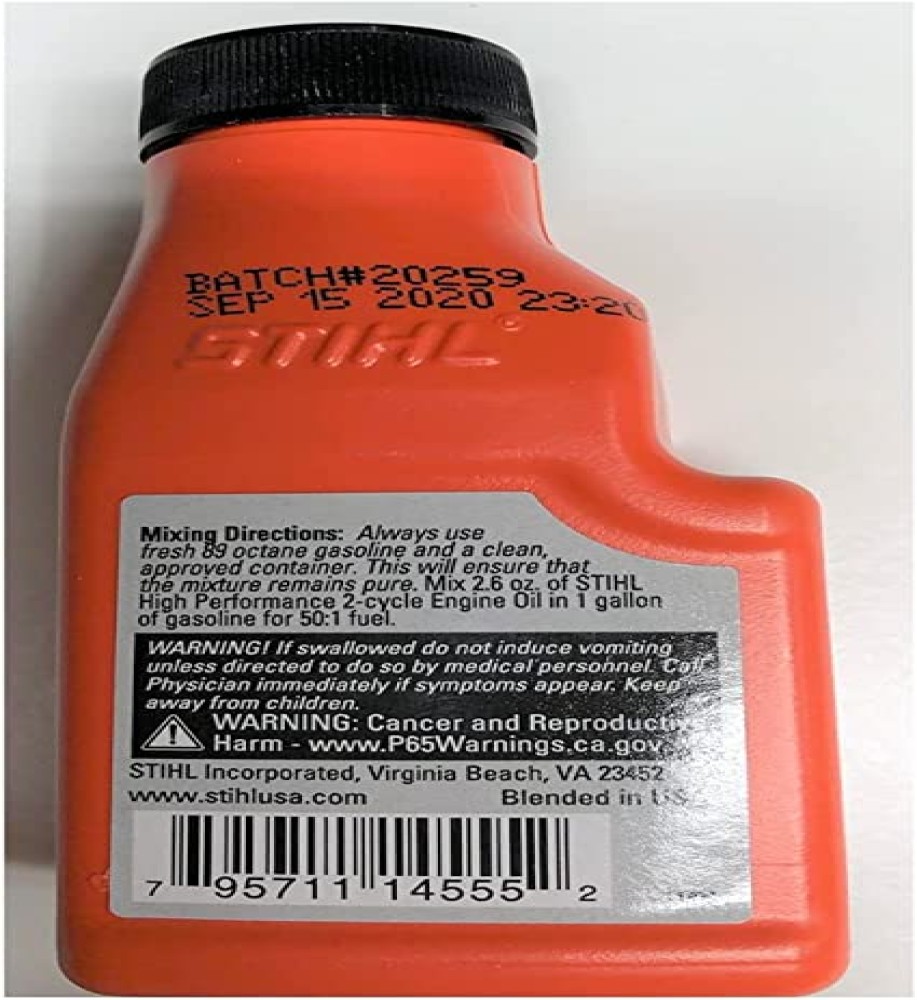 BATCH#20259
SEP 15 2020 23:20
STIHL®
Mixing Directions: Always use
fresh 89 octane gasoline and a clean,
approved container. This will ensure that
the mixture remains pure. Mix 2.6 oz. of STIHL
High Performance 2-cycle Engine Oil in 1 gallon
of gasoline for 50:1 fuel.
WARNING! If swallowed do not induce vomiting
unless directed to do so by medical personnel. Call
Physician immediately if symptoms appear. Keep
away from children.
WARNING: Cancer and Reproductive
Harm - www.P65Warnings.ca.gov
STIHL Incorporated, Virginia Beach, VA 23452
www.stihlusa.com Blended in USA
7 95711 14555 2